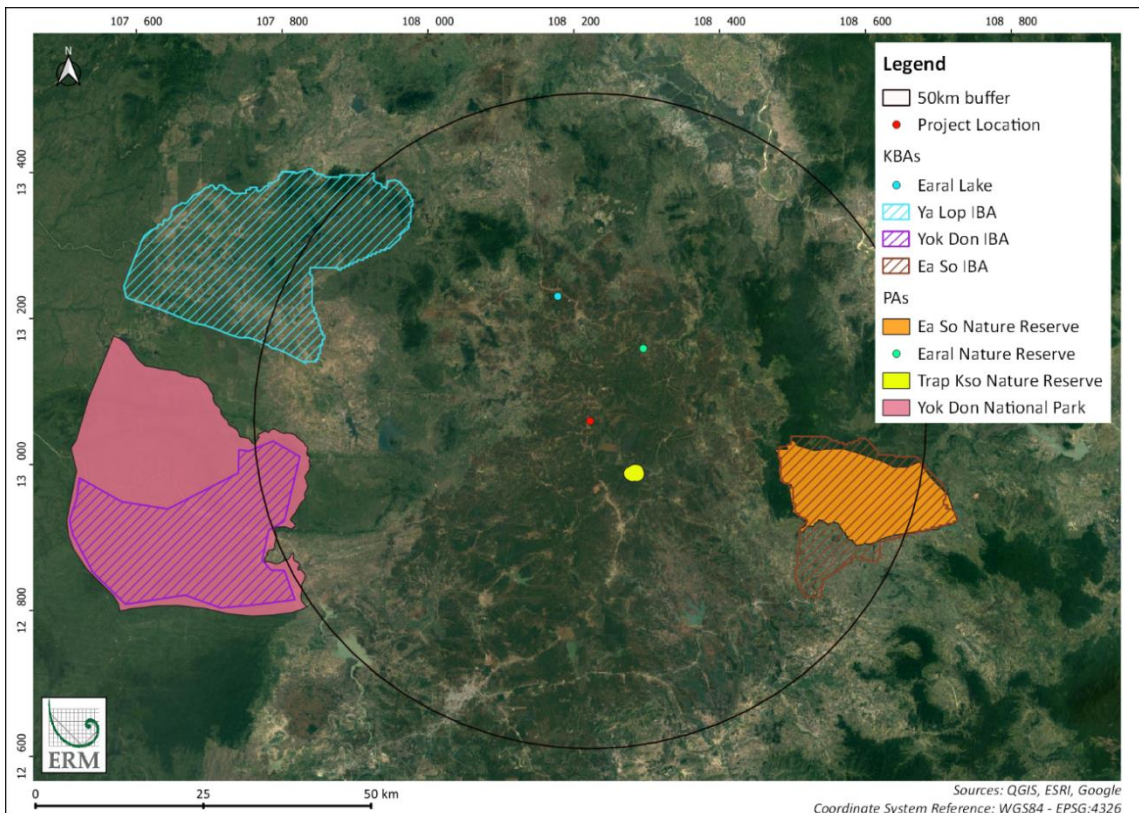 107 600
107 800
108 000
108 200
108 400
108 600
108 800
N
13 400
13 200
13 000
12 800
12 600
Legend
50km buffer
Project Location
KBAs
Earal Lake
Ya Lop IBA
Yok Don IBA
Ea So IBA
PAs
Ea So Nature Reserve
Earal Nature Reserve
Trap Kso Nature Reserve
Yok Don National Park
ERM
0 25 50 km
Sources: QGIS, ESRI, Google
Coordinate System Reference: WGS84 - EPSG:4326